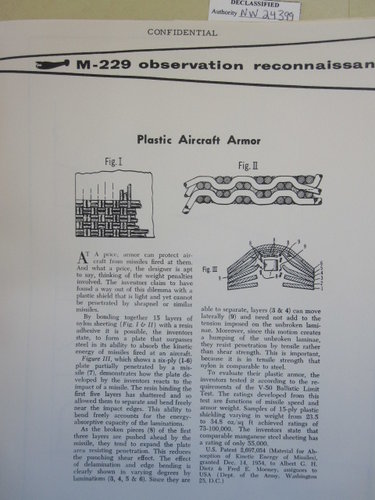 DECLASSIFIED
Authority NW 24399
CONFIDENTIAL
M-229 observation reconnaissan
Plastic Aircraft Armor
Fig. I
Fig. II
Fig. III
AT A price, armor can protect air-
craft from missiles fired at them.
And what a price, the designer is apt
to say, thinking of the weight penalties
involved. The inventors claim to have
found a way out of this dilemma with a
plastic shield that is light and yet cannot
be penetrated by shrapnel or similar
missiles.
By bonding together 15 layers of
nylon sheeting (Fig. I & II) with a resin
adhesive it is possible, the inventors
state, to form a plate that surpasses
steel in its ability to absorb the kinetic
energy of missiles fired at an aircraft.
Figure III, which shows a six-ply (1-6)
plate partially penetrated by a mis-
sile (7), demonstrates how the plate de-
veloped by the inventors reacts to the
impact of a missile. The resin binding the
first five layers has shattered and so
allowed them to separate and bend freely
near the impact edges. This ability to
bend freely accounts for the energy-
absorptive capacity of the laminations.
As the broken pieces (8) of the first
three layers are pushed ahead by the
missile, they tend to expand the plate
area resisting penetration. This reduces
the punching shear effect. The effect
of delamination and edge bending is
clearly shown in varying degrees by
laminations (3, 4, 5 & 6). Since they are
able to separate, layers (3 & 4) can move
laterally (9) and need not add to the
tension imposed on the unbroken lami-
nae. Moreover, since this motion creates
a humping of the unbroken laminae,
they resist penetration by tensile rather
than shear strength. This is important,
because it is in tensile strength that
nylon is comparable to steel.
To evaluate their plastic armor, the
inventors tested it according to the re-
quirements of the V-50 Ballistic Limit
Test. The ratings developed from this
test are functions of missile speed and
armor weight. Samples of 15-ply plastic
shielding varying in weight from 23.5
to 34.8 oz/sq ft achieved ratings of
73-100,000. The inventors state that
comparable manganese steel sheeting has
a rating of only 55,000.
U.S. Patent 2,697,054 (Material for Ab-
sorption of Kinetic Energy of Missiles),
granted Dec. 14, 1954, to Albert G. H.
Dietz & Fred E. Horney, assignors to
USA (Dept. of the Army, Washington
25, D.C.)